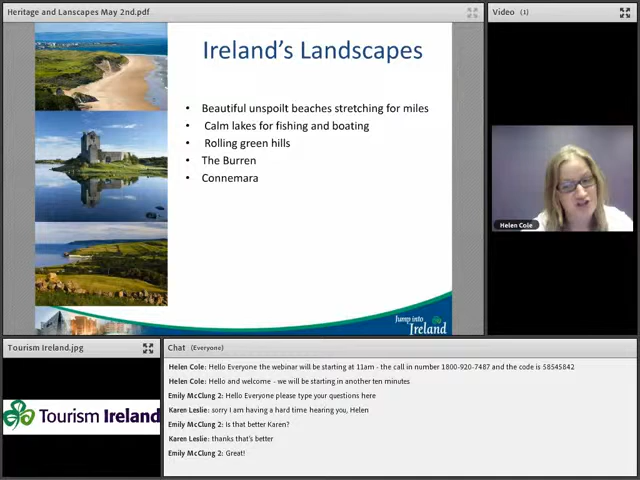 Heritage and Lanscapes May 2nd.pdf
Ireland's Landscapes
• Beautiful unspoilt beaches stretching for miles
• Calm lakes for fishing and boating
• Rolling green hills
• The Burren
• Connemara
Jump into
Ireland
Video (1)
Helen Cole
Tourism Ireland.jpg
Tourism Ireland
Chat (Everyone)
Helen Cole: Hello Everyone the webinar will be starting at 11am - the call in number 1800-920-7487 and the code is 58545842
Helen Cole: Hello and welcome - we will be starting in another ten minutes
Emily McClung 2: Hello Everyone please type your questions here
Karen Leslie: sorry I am having a hard time hearing you, Helen
Emily McClung 2: Is that better Karen?
Karen Leslie: thanks that's better
Emily McClung 2: Great!